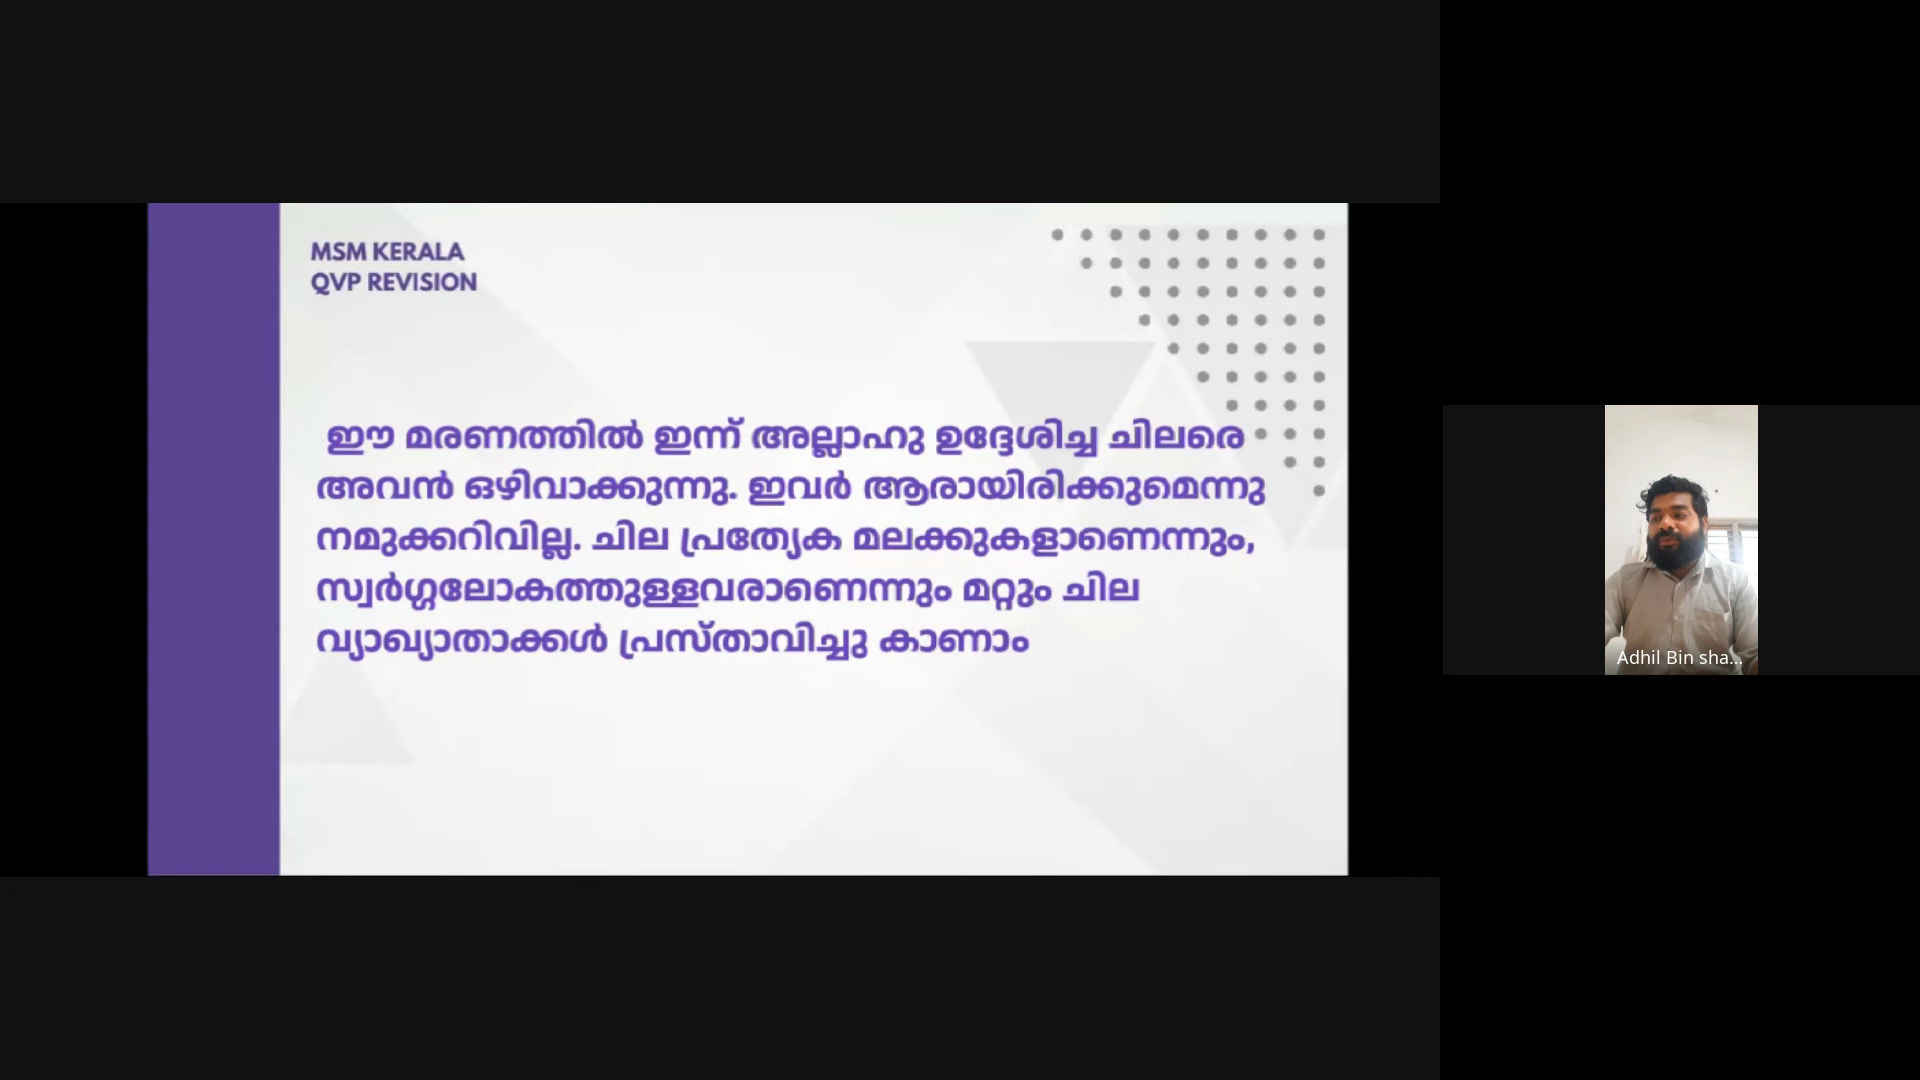 MSM KERALA
QVP REVISION
ഈ മരണത്തിൽ ഇന്ന് അല്ലാഹു ഉദ്ദേശിച്ച ചിലരെ
അവൻ ഒഴിവാക്കുന്നു. ഇവർ ആരായിരിക്കുമെന്നു
നമുക്കറിവില്ല. ചില പ്രത്യേക മലക്കുകളാണെന്നും,
സ്വർഗ്ഗലോകത്തുള്ളവരാണെന്നും മറ്റും ചില
വ്യാഖ്യാതാക്കൾ പ്രസ്താവിച്ചു കാണാം
Adhil Bin sha...